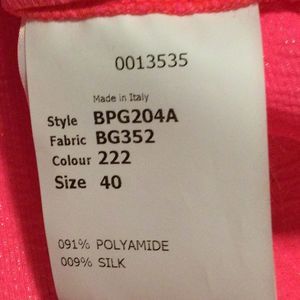 0013535
Made in Italy
Style BPG204A
Fabric BG352
Colour 222
Size 40
091% POLYAMIDE
009% SILK